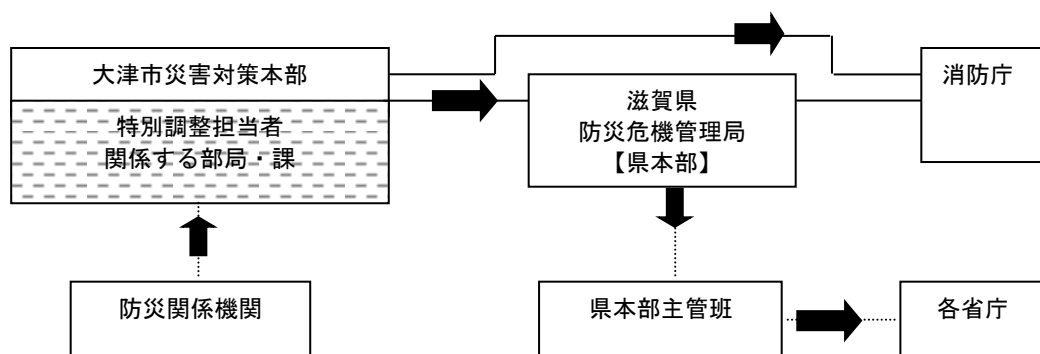 大津市災害対策本部
特別調整担当者
関係する部局・課
滋賀県
防災危機管理局
【県本部】
消防庁
防災関係機関
県本部主管班
各省庁